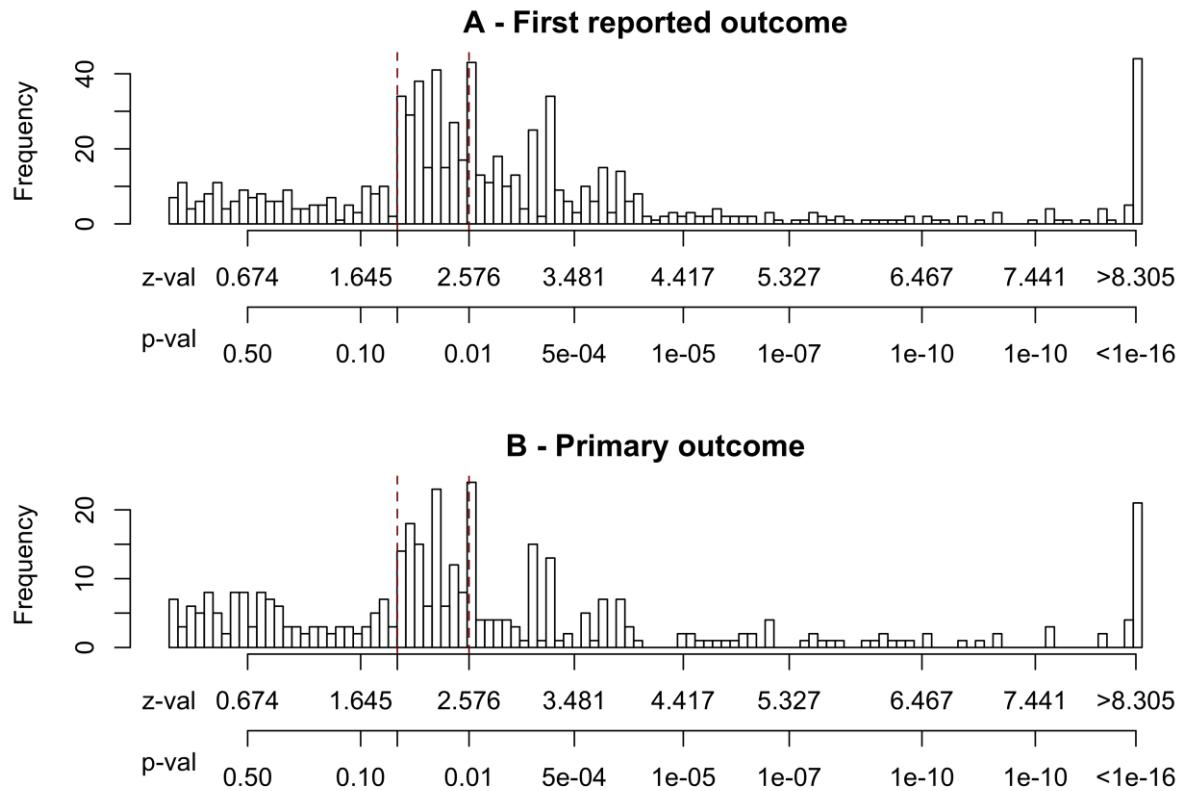 A - First reported outcome
Frequency
0 20 40
z-val 0.674 1.645 2.576 3.481 4.417 5.327 6.467 7.441 >8.305
p-val 0.50 0.10 0.01 5e-04 1e-05 1e-07 1e-10 1e-10 <1e-16
B - Primary outcome
Frequency
0 10 20
z-val 0.674 1.645 2.576 3.481 4.417 5.327 6.467 7.441 >8.305
p-val 0.50 0.10 0.01 5e-04 1e-05 1e-07 1e-10 1e-10 <1e-16